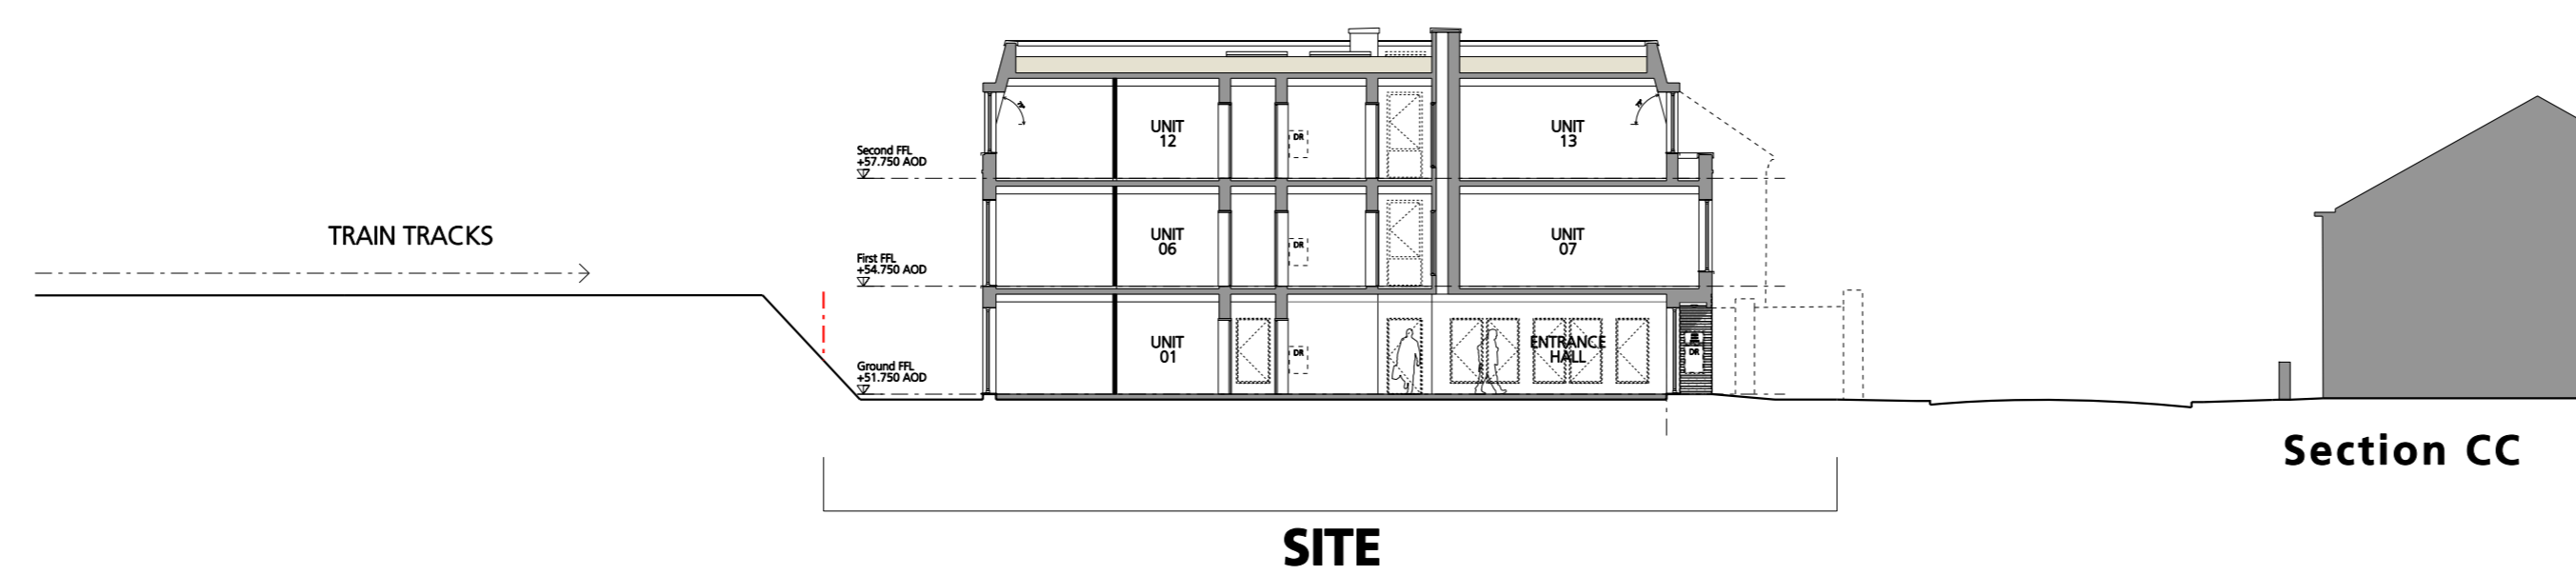 UNIT
12
DR
UNIT
13
Second FFL
+57.750 AOD
TRAIN TRACKS
UNIT
06
DR
UNIT
07
First FFL
+54.750 AOD
UNIT
01
DR
ENTRANCE
HALL
DR
Ground FFL
+51.750 AOD
Section CC
SITE